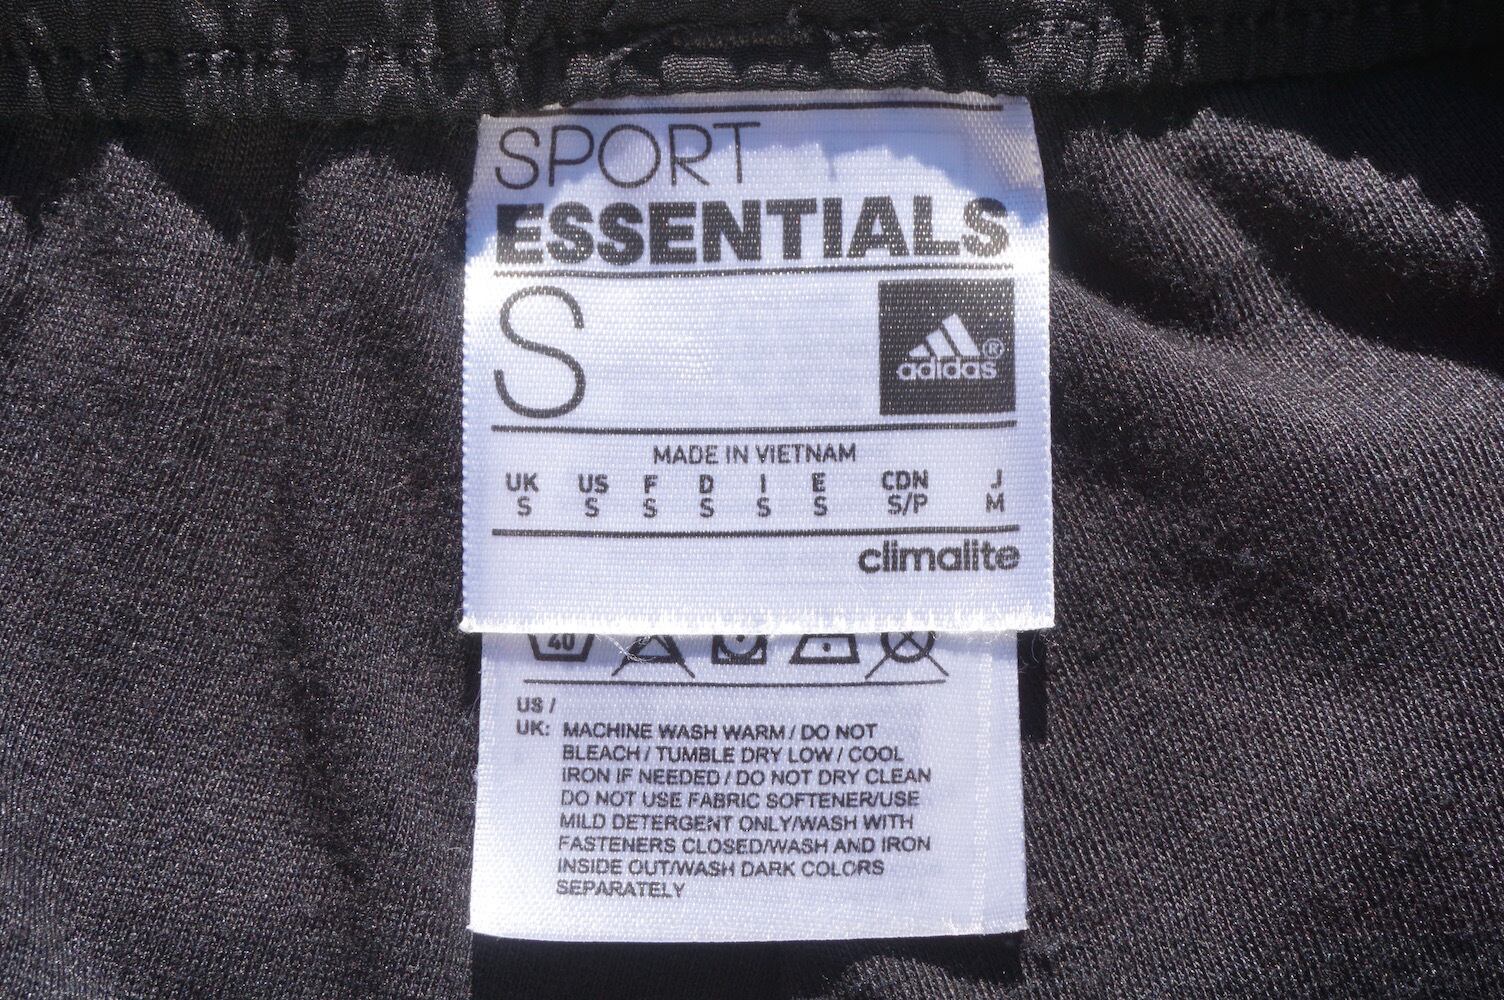 SPORT
ESSENTIALS
S
adidas®
MADE IN VIETNAM
UK US F D I E CDN J
S S S S S S S/P M
climalite
40
US /
UK: MACHINE WASH WARM / DO NOT
BLEACH / TUMBLE DRY LOW / COOL
IRON IF NEEDED / DO NOT DRY CLEAN
DO NOT USE FABRIC SOFTENER/USE
MILD DETERGENT ONLY/WASH WITH
FASTENERS CLOSED/WASH AND IRON
INSIDE OUT/WASH DARK COLORS
SEPARATELY